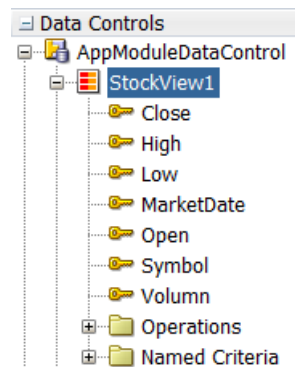 Data Controls
AppModuleDataControl
StockView1
Close
High
Low
MarketDate
Open
Symbol
Volumn
Operations
Named Criteria